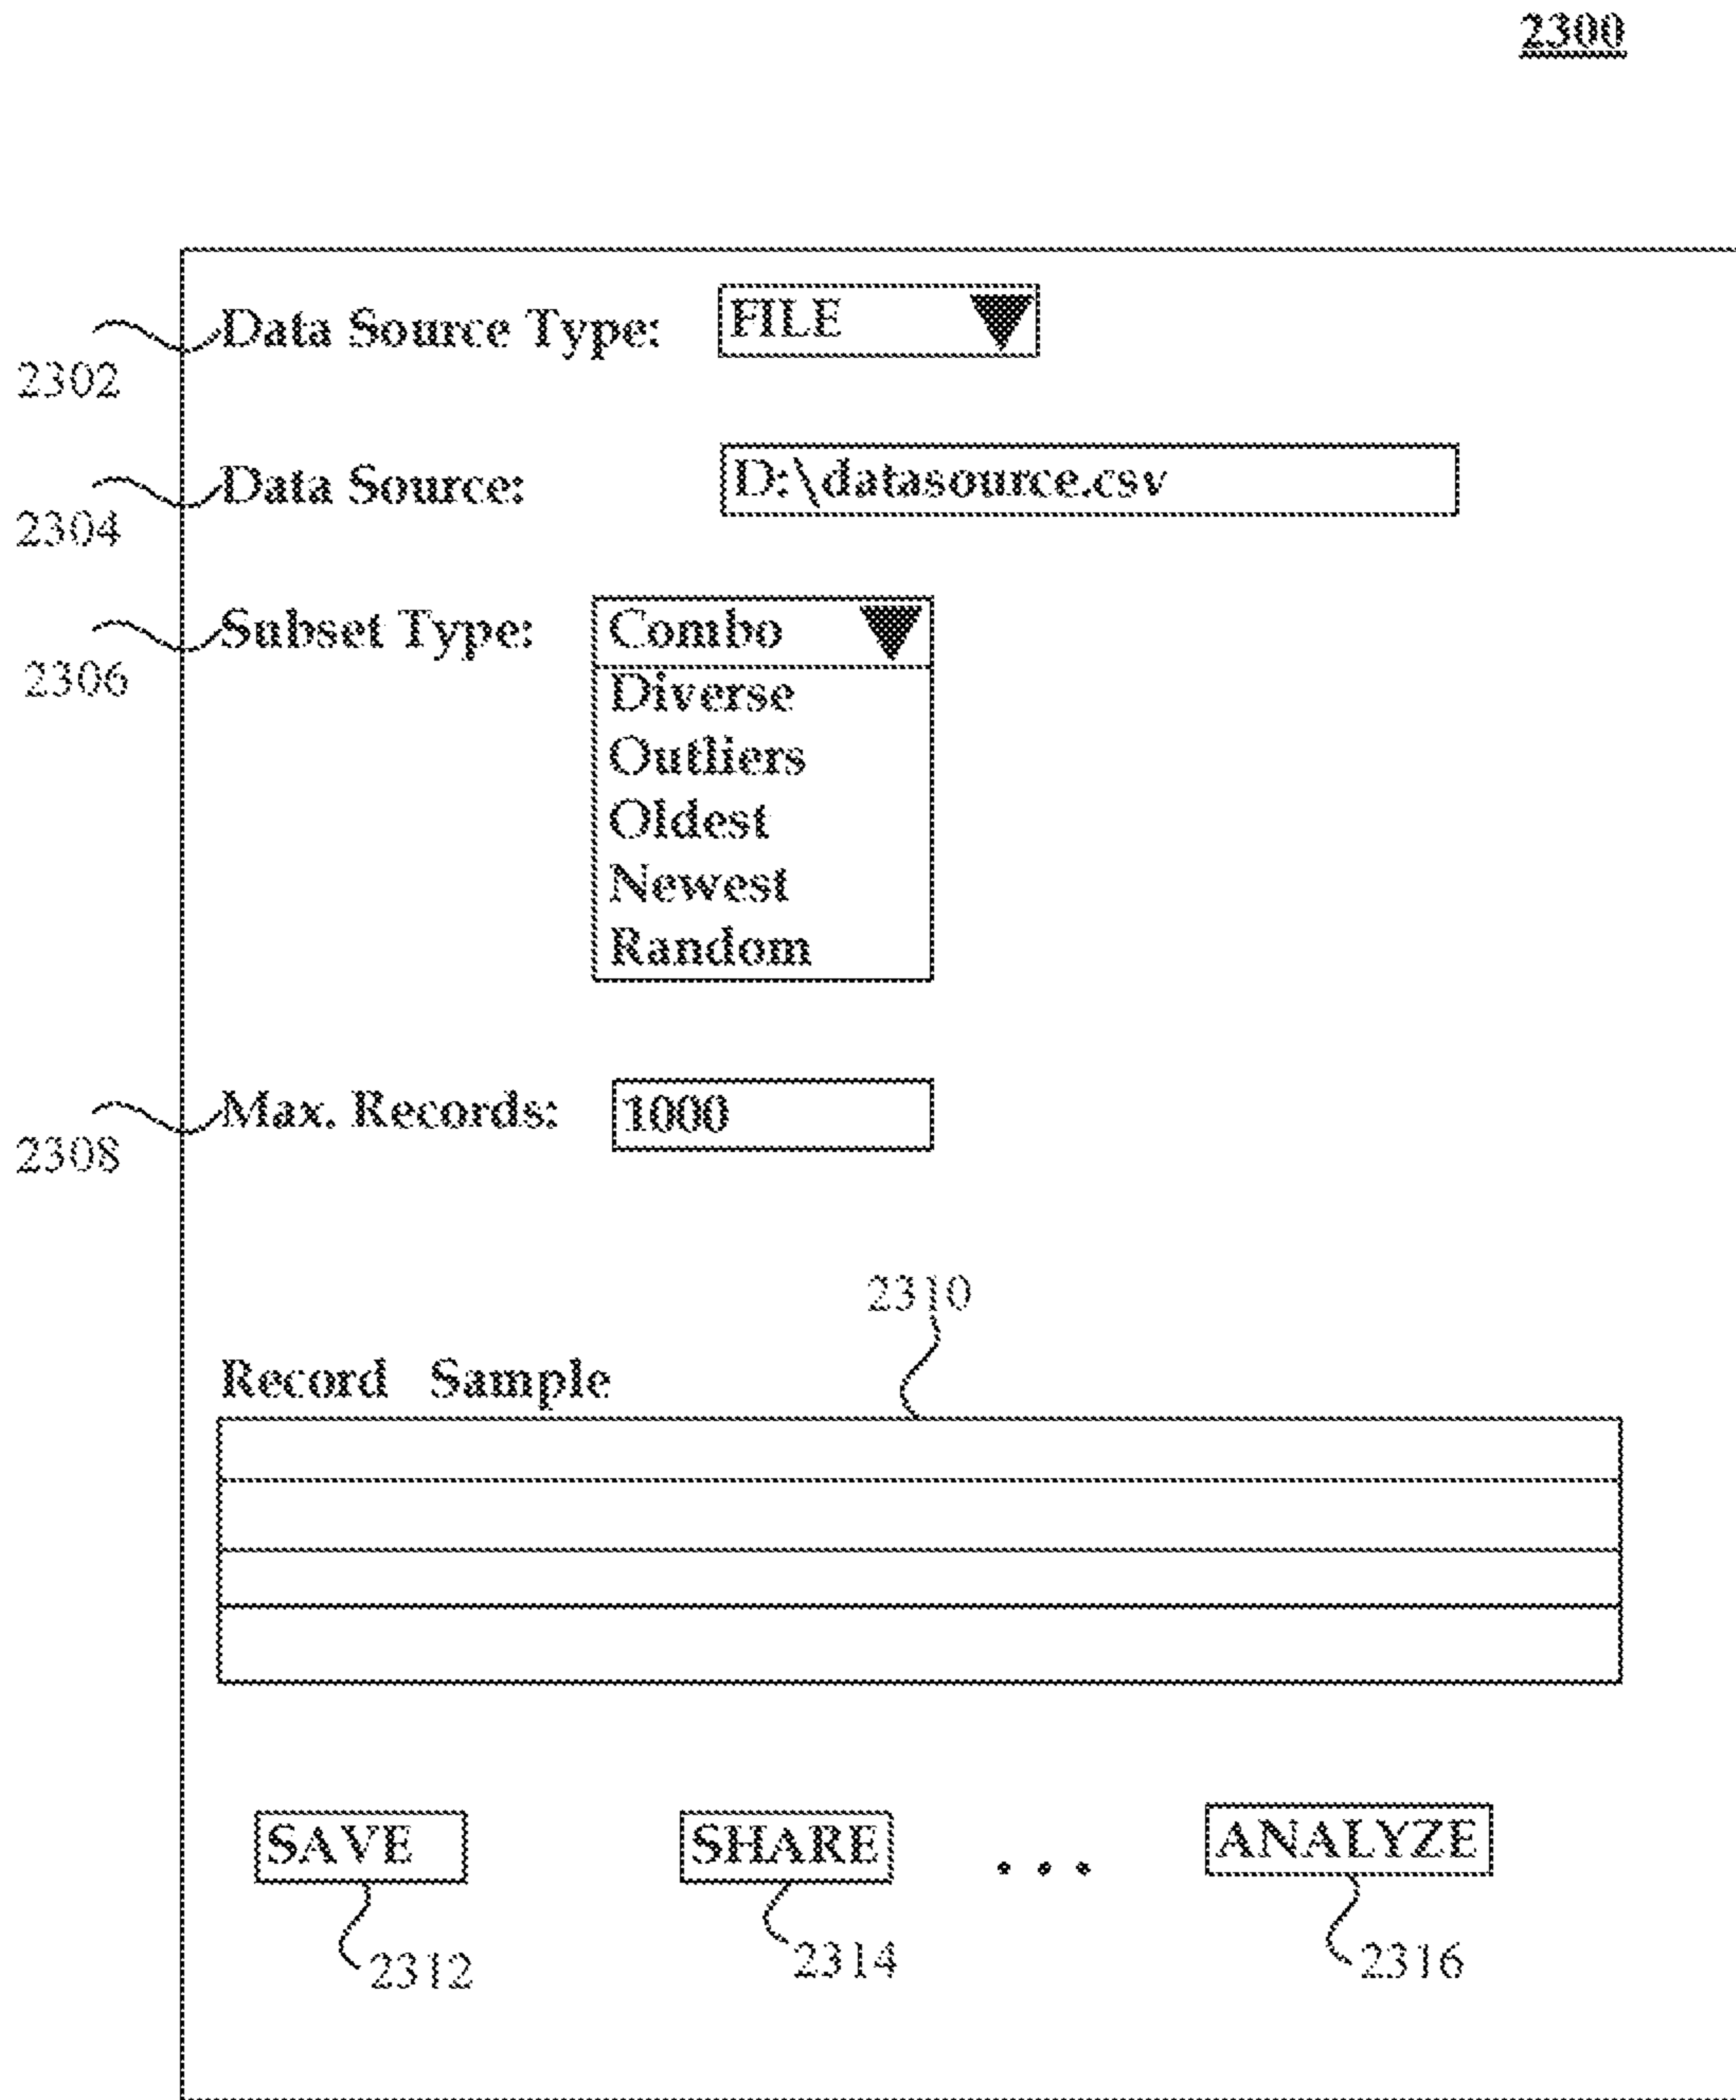 2300
Data Source Type: FILE
2302
Data Source: D:\datasource.csv
2304
Subset Type: Combo
2306
Diverse
Outliers
Oldest
Newest
Random
Max. Records: 1000
2308
2310
Record Sample
SAVE SHARE . . . ANALYZE
2312 2314 2316